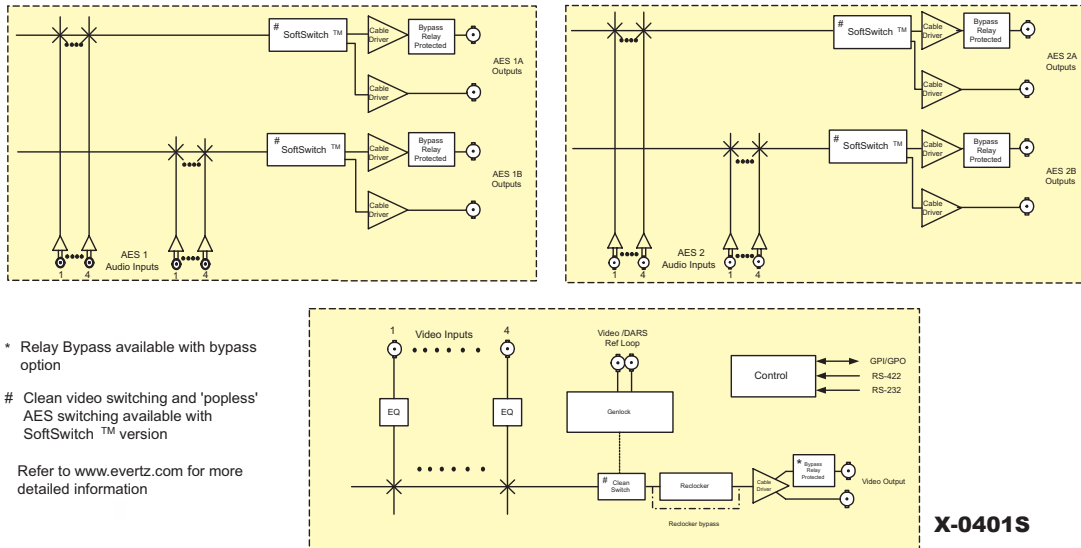 # SoftSwitch TM
Cable
Driver
Bypass
Relay
Protected
AES 1A
Outputs
Cable
Driver
# SoftSwitch TM
Cable
Driver
Bypass
Relay
Protected
AES 1B
Outputs
Cable
Driver
AES 1
Audio Inputs
1
4
1
4
# SoftSwitch TM
Cable
Driver
Bypass
Relay
Protected
AES 2A
Outputs
Cable
Driver
# SoftSwitch TM
Cable
Driver
Bypass
Relay
Protected
AES 2B
Outputs
Cable
Driver
AES 2
Audio Inputs
1
4
1
4
* Relay Bypass available with bypass
option
# Clean video switching and 'popless'
AES switching available with
SoftSwitch TM version
Refer to www.evertz.com for more
detailed information
1
Video Inputs
4
Video /DARS
Ref Loop
EQ
EQ
Genlock
Control
GPI/GPO
RS-422
RS-232
# Clean
Switch
Reclocker
Reclocker bypass
Cable
Driver
* Bypass
Relay
Protected
Video Output
X-0401S